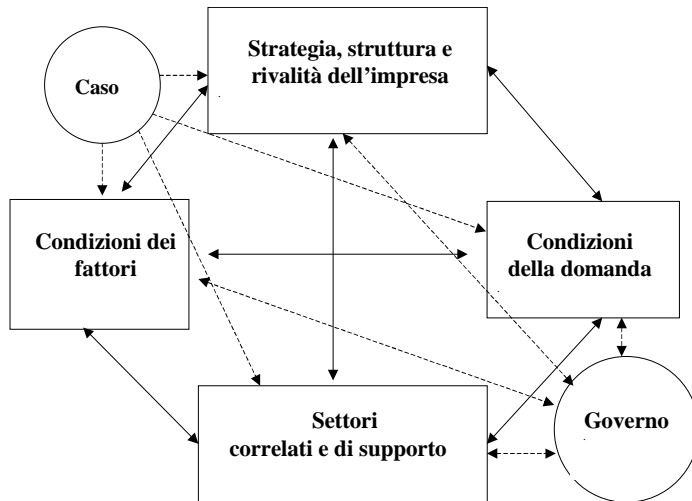 Strategia, struttura e
rivalità dell'impresa
Caso
Condizioni dei
fattori
Condizioni
della domanda
Settori
correlati e di supporto
Governo